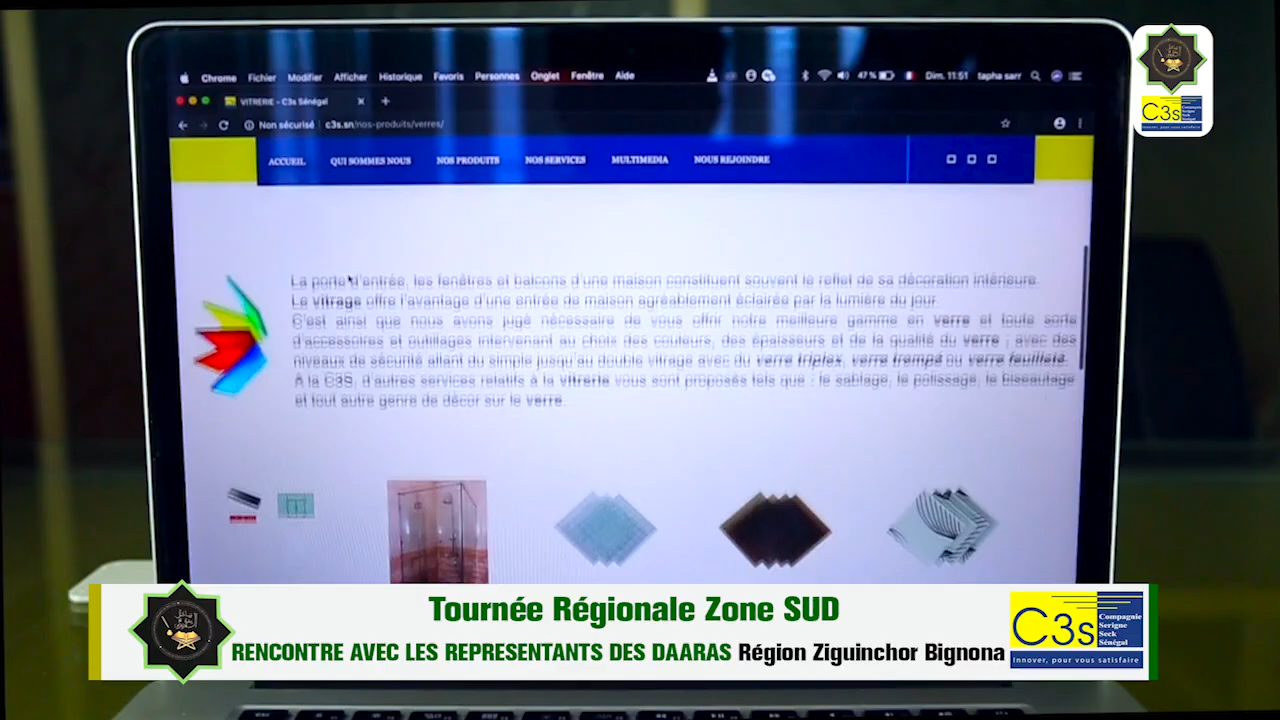 Chrome Fichier Modifier Afficher Historique Favoris Personnes Onglet Fenêtre Aide 47 % Dim. 11:51 tapha sarr
VITRERIE - C3s Sénégal
Non sécurisé c3s.sn/nos-produits/verres/
ACCUEIL QUI SOMMES NOUS NOS PRODUITS NOS SERVICES MULTIMEDIA NOUS REJOINDRE
C3s Compagnie Serigne Seck Sénégal
La porte d'entrée, les fenêtres et balcons d'une maison constituent souvent le reflet de sa décoration intérieure.
Le vitrage offre l'avantage d'une entrée de maison agréablement éclairée par la lumière du jour.
C'est ainsi que nous avons jugé nécessaire de vous offrir notre meilleure gamme en verre et toute sorte
d'accessoires et outillages intervenant au choix des couleurs, des épaisseurs et de la qualité du verre ; avec des
niveaux de sécurité allant du simple jusqu'au double vitrage avec du verre triplex, verre trempé ou verre feuilleté.
À la C3S, d'autres services relatifs à la vitrerie vous sont proposés tels que : le sablage, le polissage, le biseautage
et tout autre genre de décor sur le verre.
Tournée Régionale Zone SUD
RENCONTRE AVEC LES REPRESENTANTS DES DAARAS Région Ziguinchor Bignona
C3s
Compagnie
Serigne
Seck
Sénégal
Innover, pour vous satisfaire